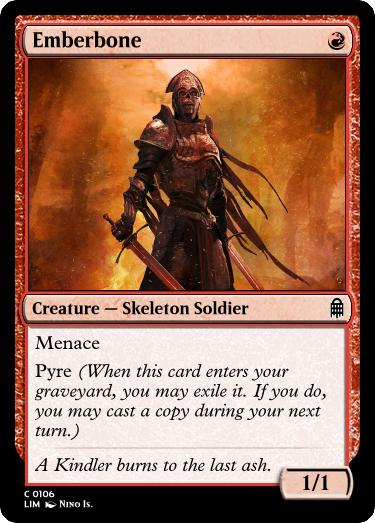 Emberbone
Creature — Skeleton Soldier
Menace
Pyre (When this card enters your
graveyard, you may exile it. If you do,
you may cast a copy during your next
turn.)
A Kindler burns to the last ash.
1/1
C 0106
LIM Nino Is.